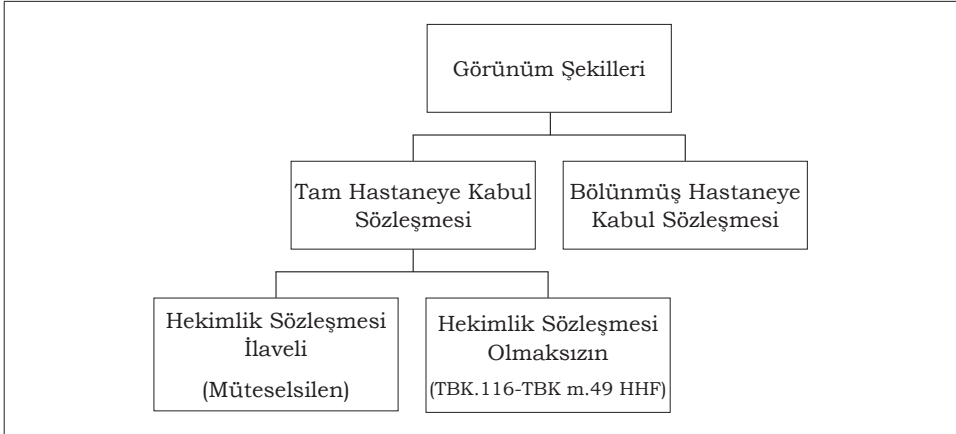 Görünüm Şekilleri
Tam Hastaneye Kabul
Sözleşmesi
Bölünmüş Hastaneye
Kabul Sözleşmesi
Hekimlik Sözleşmesi
İlaveli
(Müteselsilen)
Hekimlik Sözleşmesi
Olmaksızın
(TBK.116-TBK m.49 HHF)